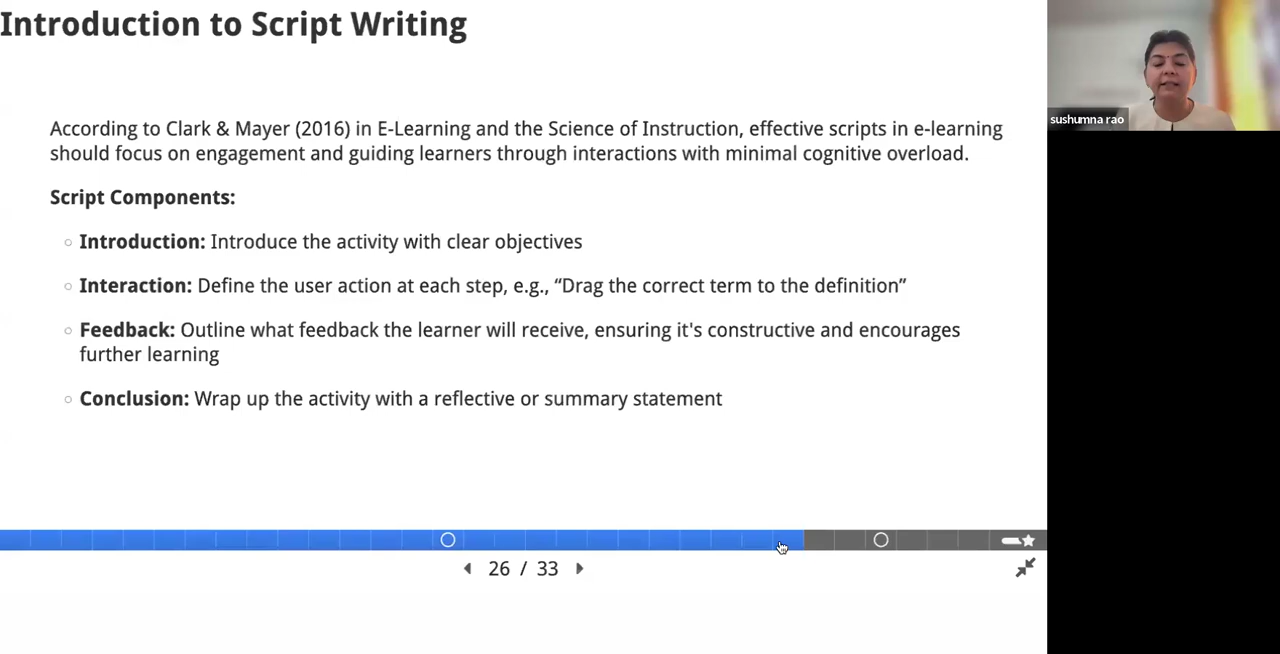 Introduction to Script Writing
sushumna rao
According to Clark & Mayer (2016) in E-Learning and the Science of Instruction, effective scripts in e-learning
should focus on engagement and guiding learners through interactions with minimal cognitive overload.
Script Components:
Introduction: Introduce the activity with clear objectives
Interaction: Define the user action at each step, e.g., “Drag the correct term to the definition”
Feedback: Outline what feedback the learner will receive, ensuring it's constructive and encourages
further learning
Conclusion: Wrap up the activity with a reflective or summary statement
26 / 33